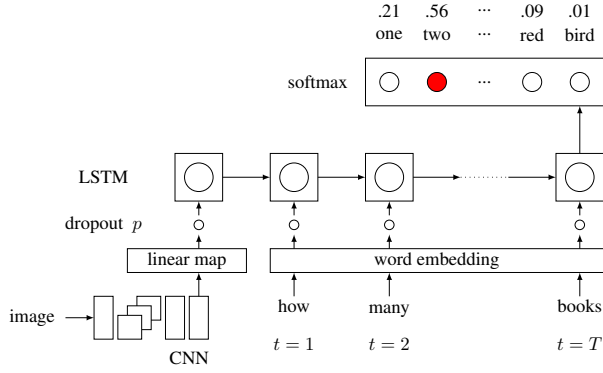 .21 .56 ... .09 .01
one two ... red bird
softmax ...
LSTM
dropout p
linear map word embedding
how many books
image
CNN t = 1 t = 2 t = T